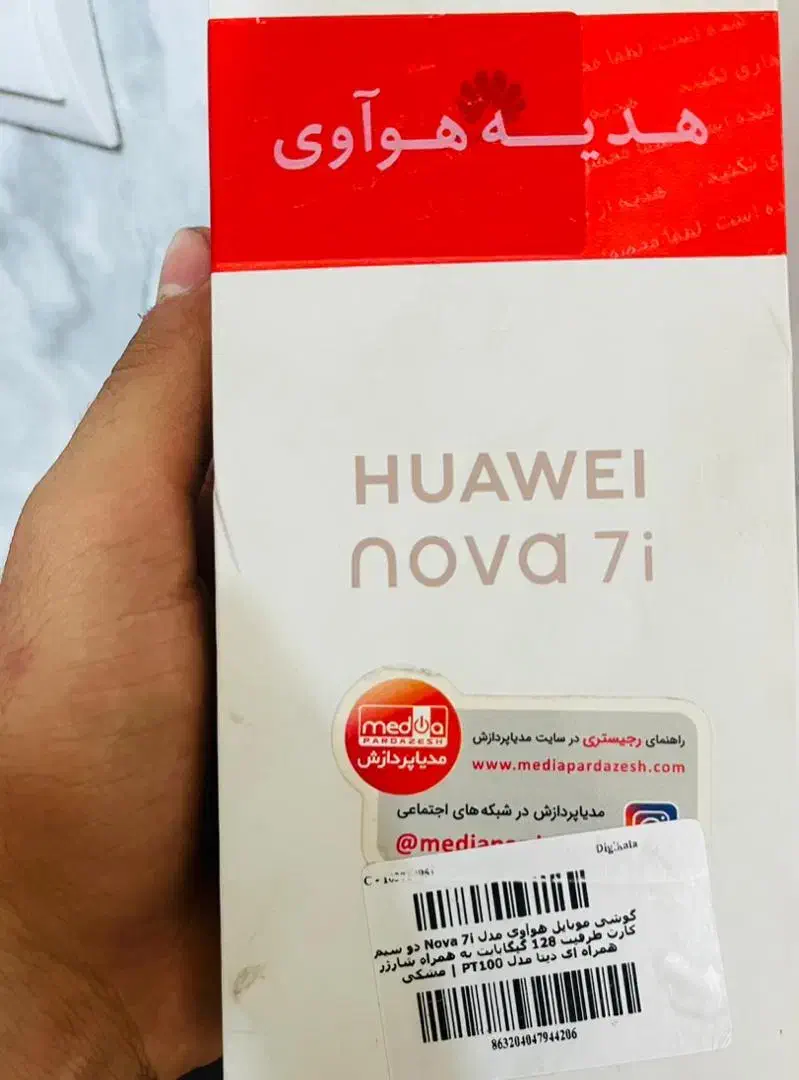 هدیه هوآوی
HUAWEI
nova 7i
media
PARDAZESH
مدیاپردازش
راهنمای رجیستری در سایت مدیاپردازش
www.mediapardazesh.com
مدیاپردازش در شبکه های اجتماعی
Digikala
گوشی موبایل هوآوی مدل Nova 7i دو سیم
کارت ظرفیت 128 گیگابایت به همراه شارژر
همراه ای دیتا مدل PT100 | مشکی
863204047944206